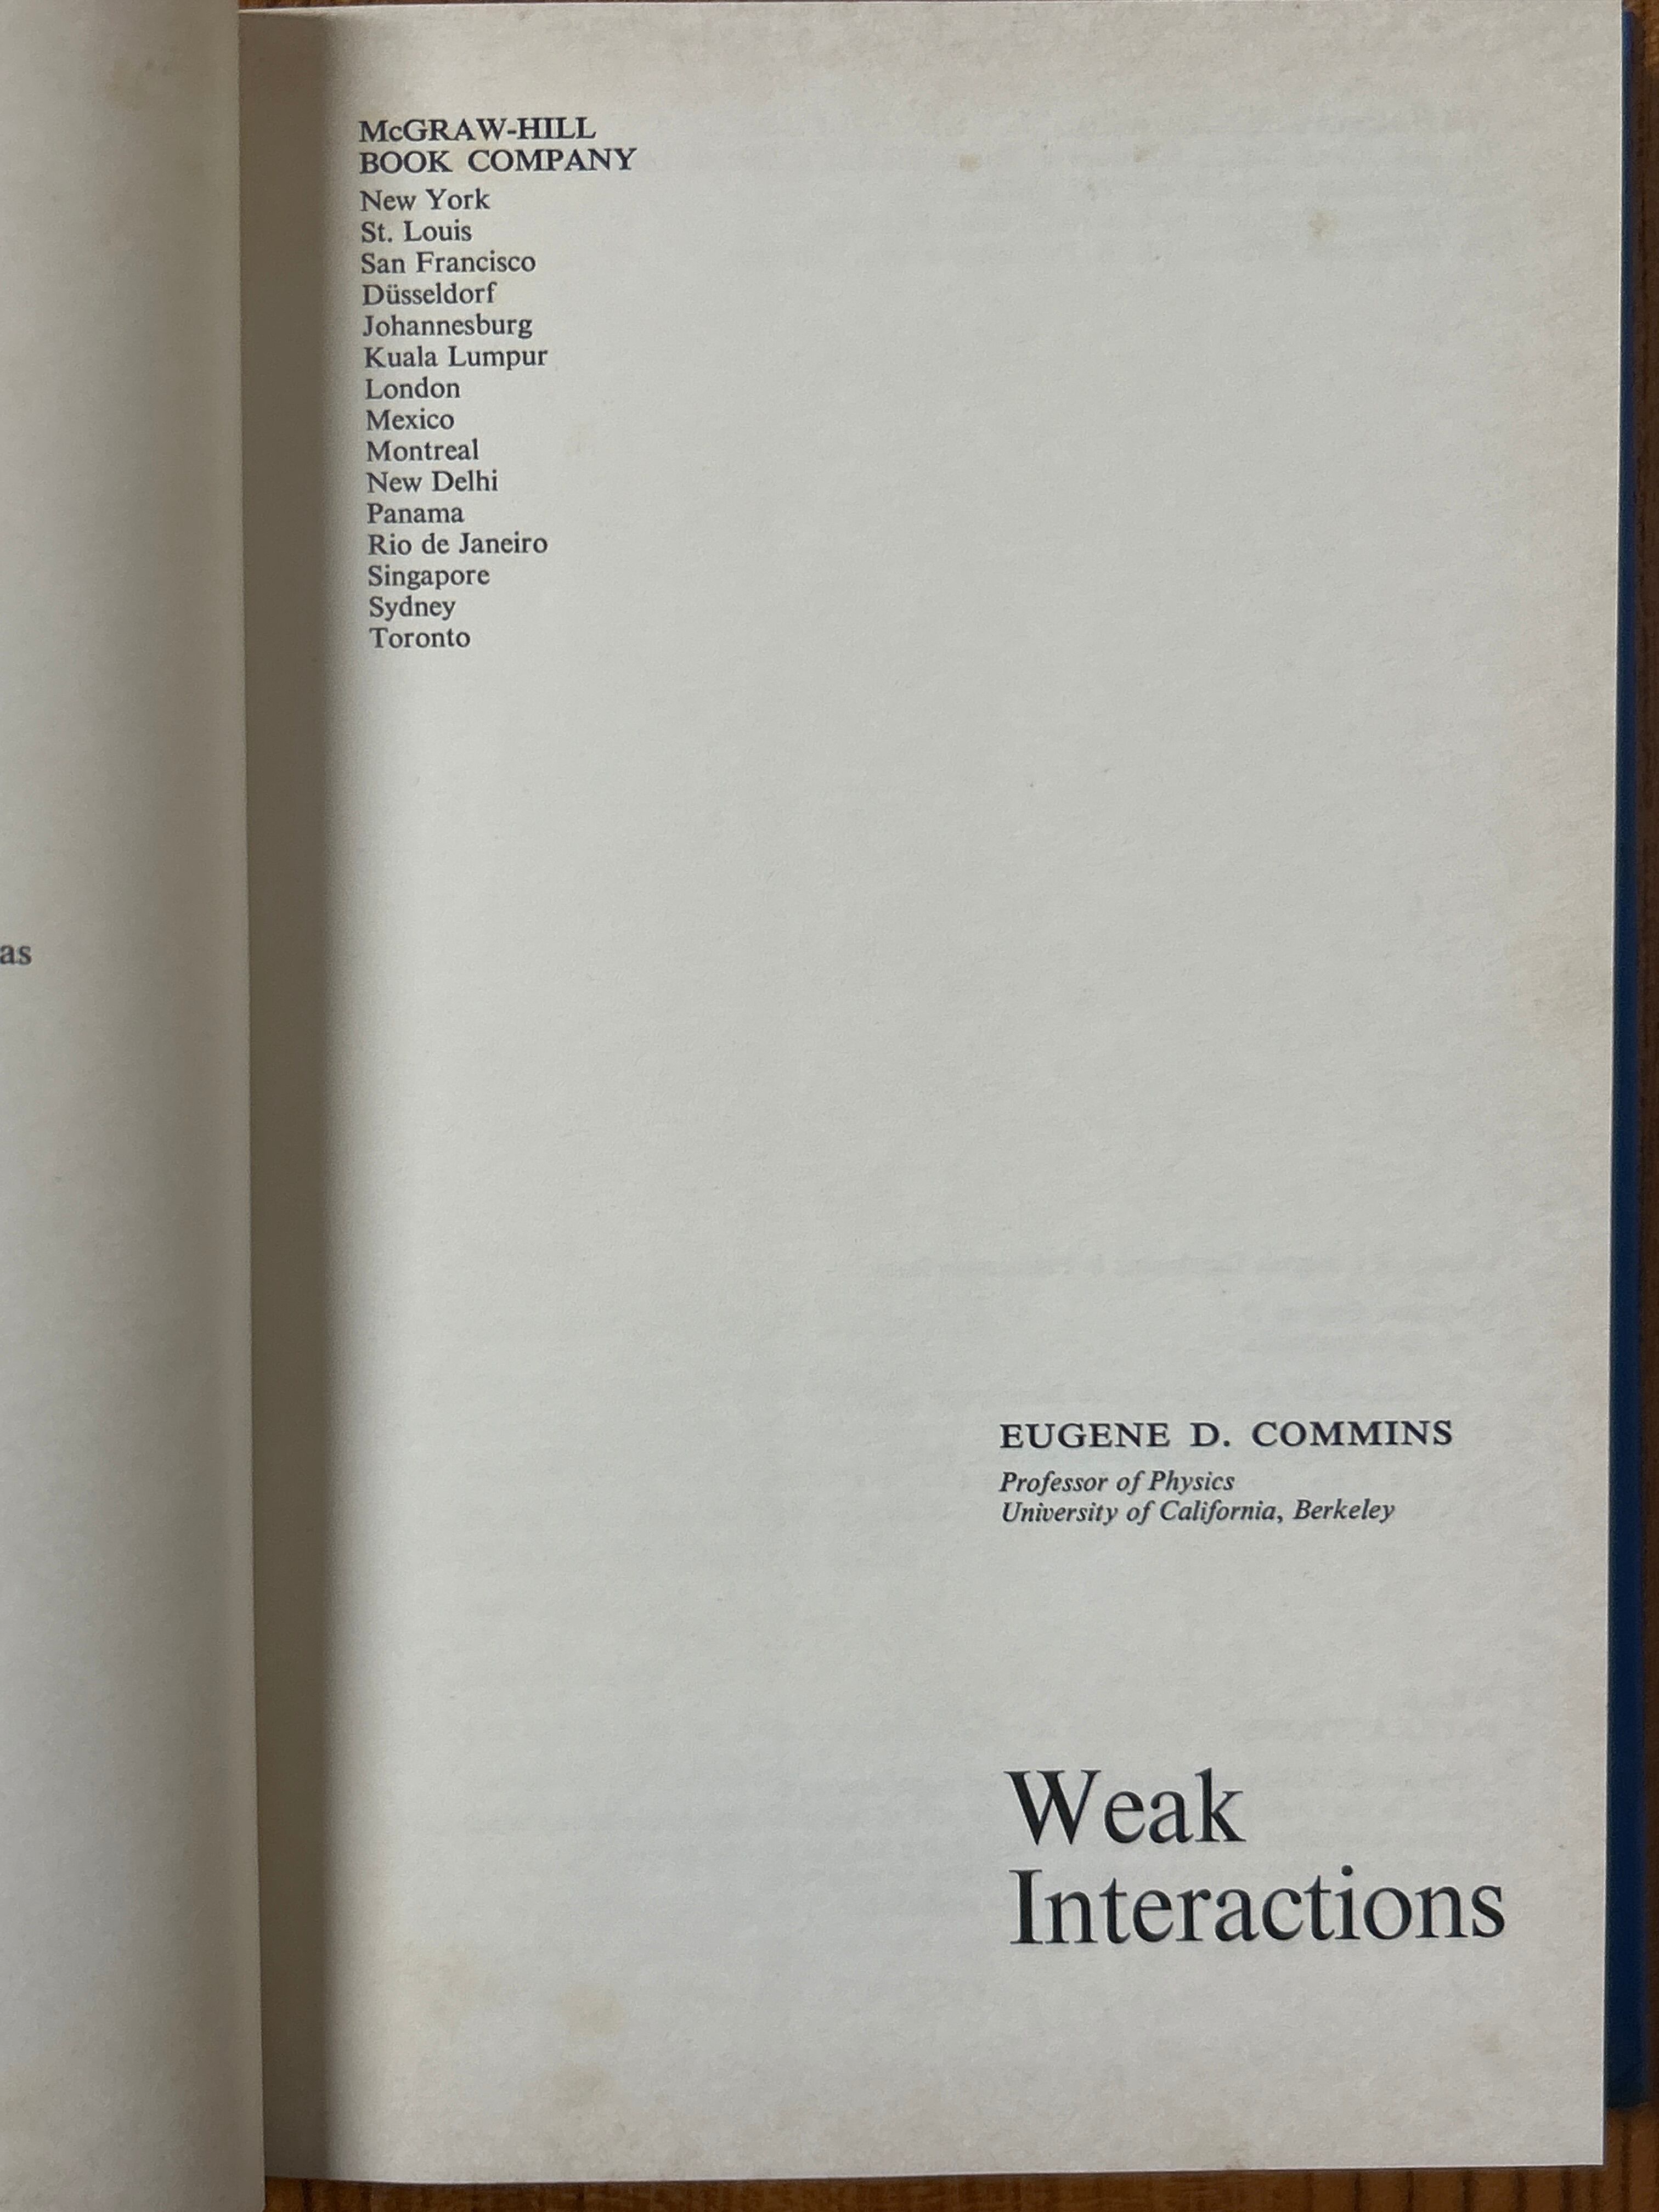 as
McGRAW-HILL
BOOK COMPANY
New York
St. Louis
San Francisco
Düsseldorf
Johannesburg
Kuala Lumpur
London
Mexico
Montreal
New Delhi
Panama
Rio de Janeiro
Singapore
Sydney
Toronto
EUGENE D. COMMINS
Professor of Physics
University of California, Berkeley
Weak
Interactions